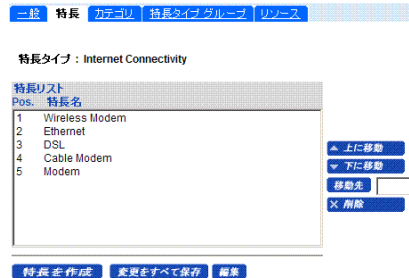 一般 特長 カテゴリ 特長タイプ グループ リソース
特長タイプ : Internet Connectivity
特長リスト
Pos. 特長名
1 Wireless Modem
2 Ethernet
3 DSL
4 Cable Modem
5 Modem
上に移動
下に移動
移動先
削除
特長を作成 変更をすべて保存 編集